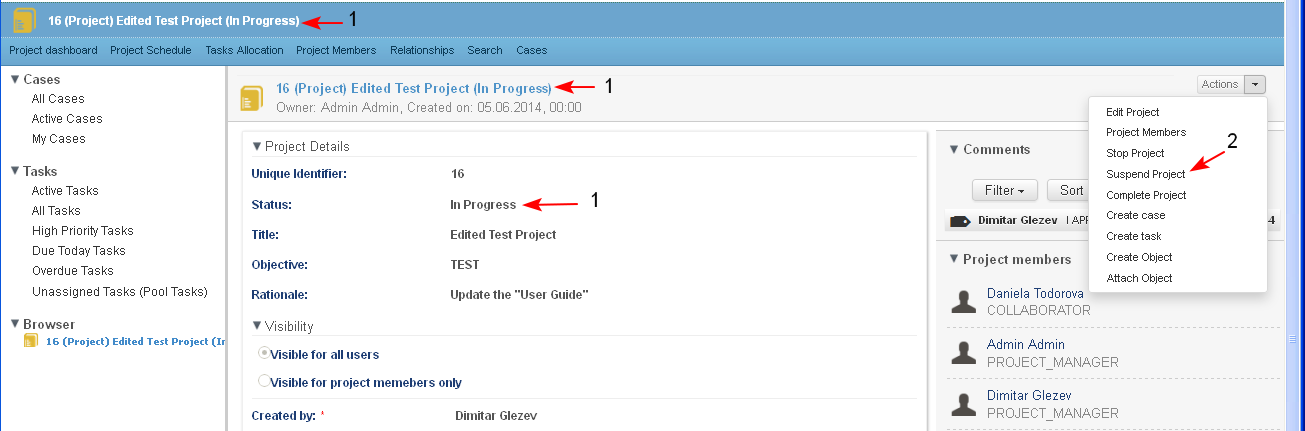 16 (Project) Edited Test Project (In Progress) 1
Project dashboard Project Schedule Tasks Allocation Project Members Relationships Search Cases
Cases
All Cases
Active Cases
My Cases
Tasks
Active Tasks
All Tasks
High Priority Tasks
Due Today Tasks
Overdue Tasks
Unassigned Tasks (Pool Tasks)
Browser
16 (Project) Edited Test Project (In
16 (Project) Edited Test Project (In Progress) 1
Owner: Admin Admin, Created on: 05.06.2014, 00:00
Project Details
Unique Identifier: 16
Status: In Progress 1
Title: Edited Test Project
Objective: TEST
Rationale: Update the "User Guide"
Visibility
Visible for all users
Visible for project memebers only
Created by: * Dimitar Glezev
Actions
Edit Project
Project Members
Stop Project
Suspend Project 2
Complete Project
Create case
Create task
Create Object
Attach Object
Comments
Filter Sort
Dimitar Glezev I APP 4
Project members
Daniela Todorova
COLLABORATOR
Admin Admin
PROJECT_MANAGER
Dimitar Glezev
PROJECT_MANAGER